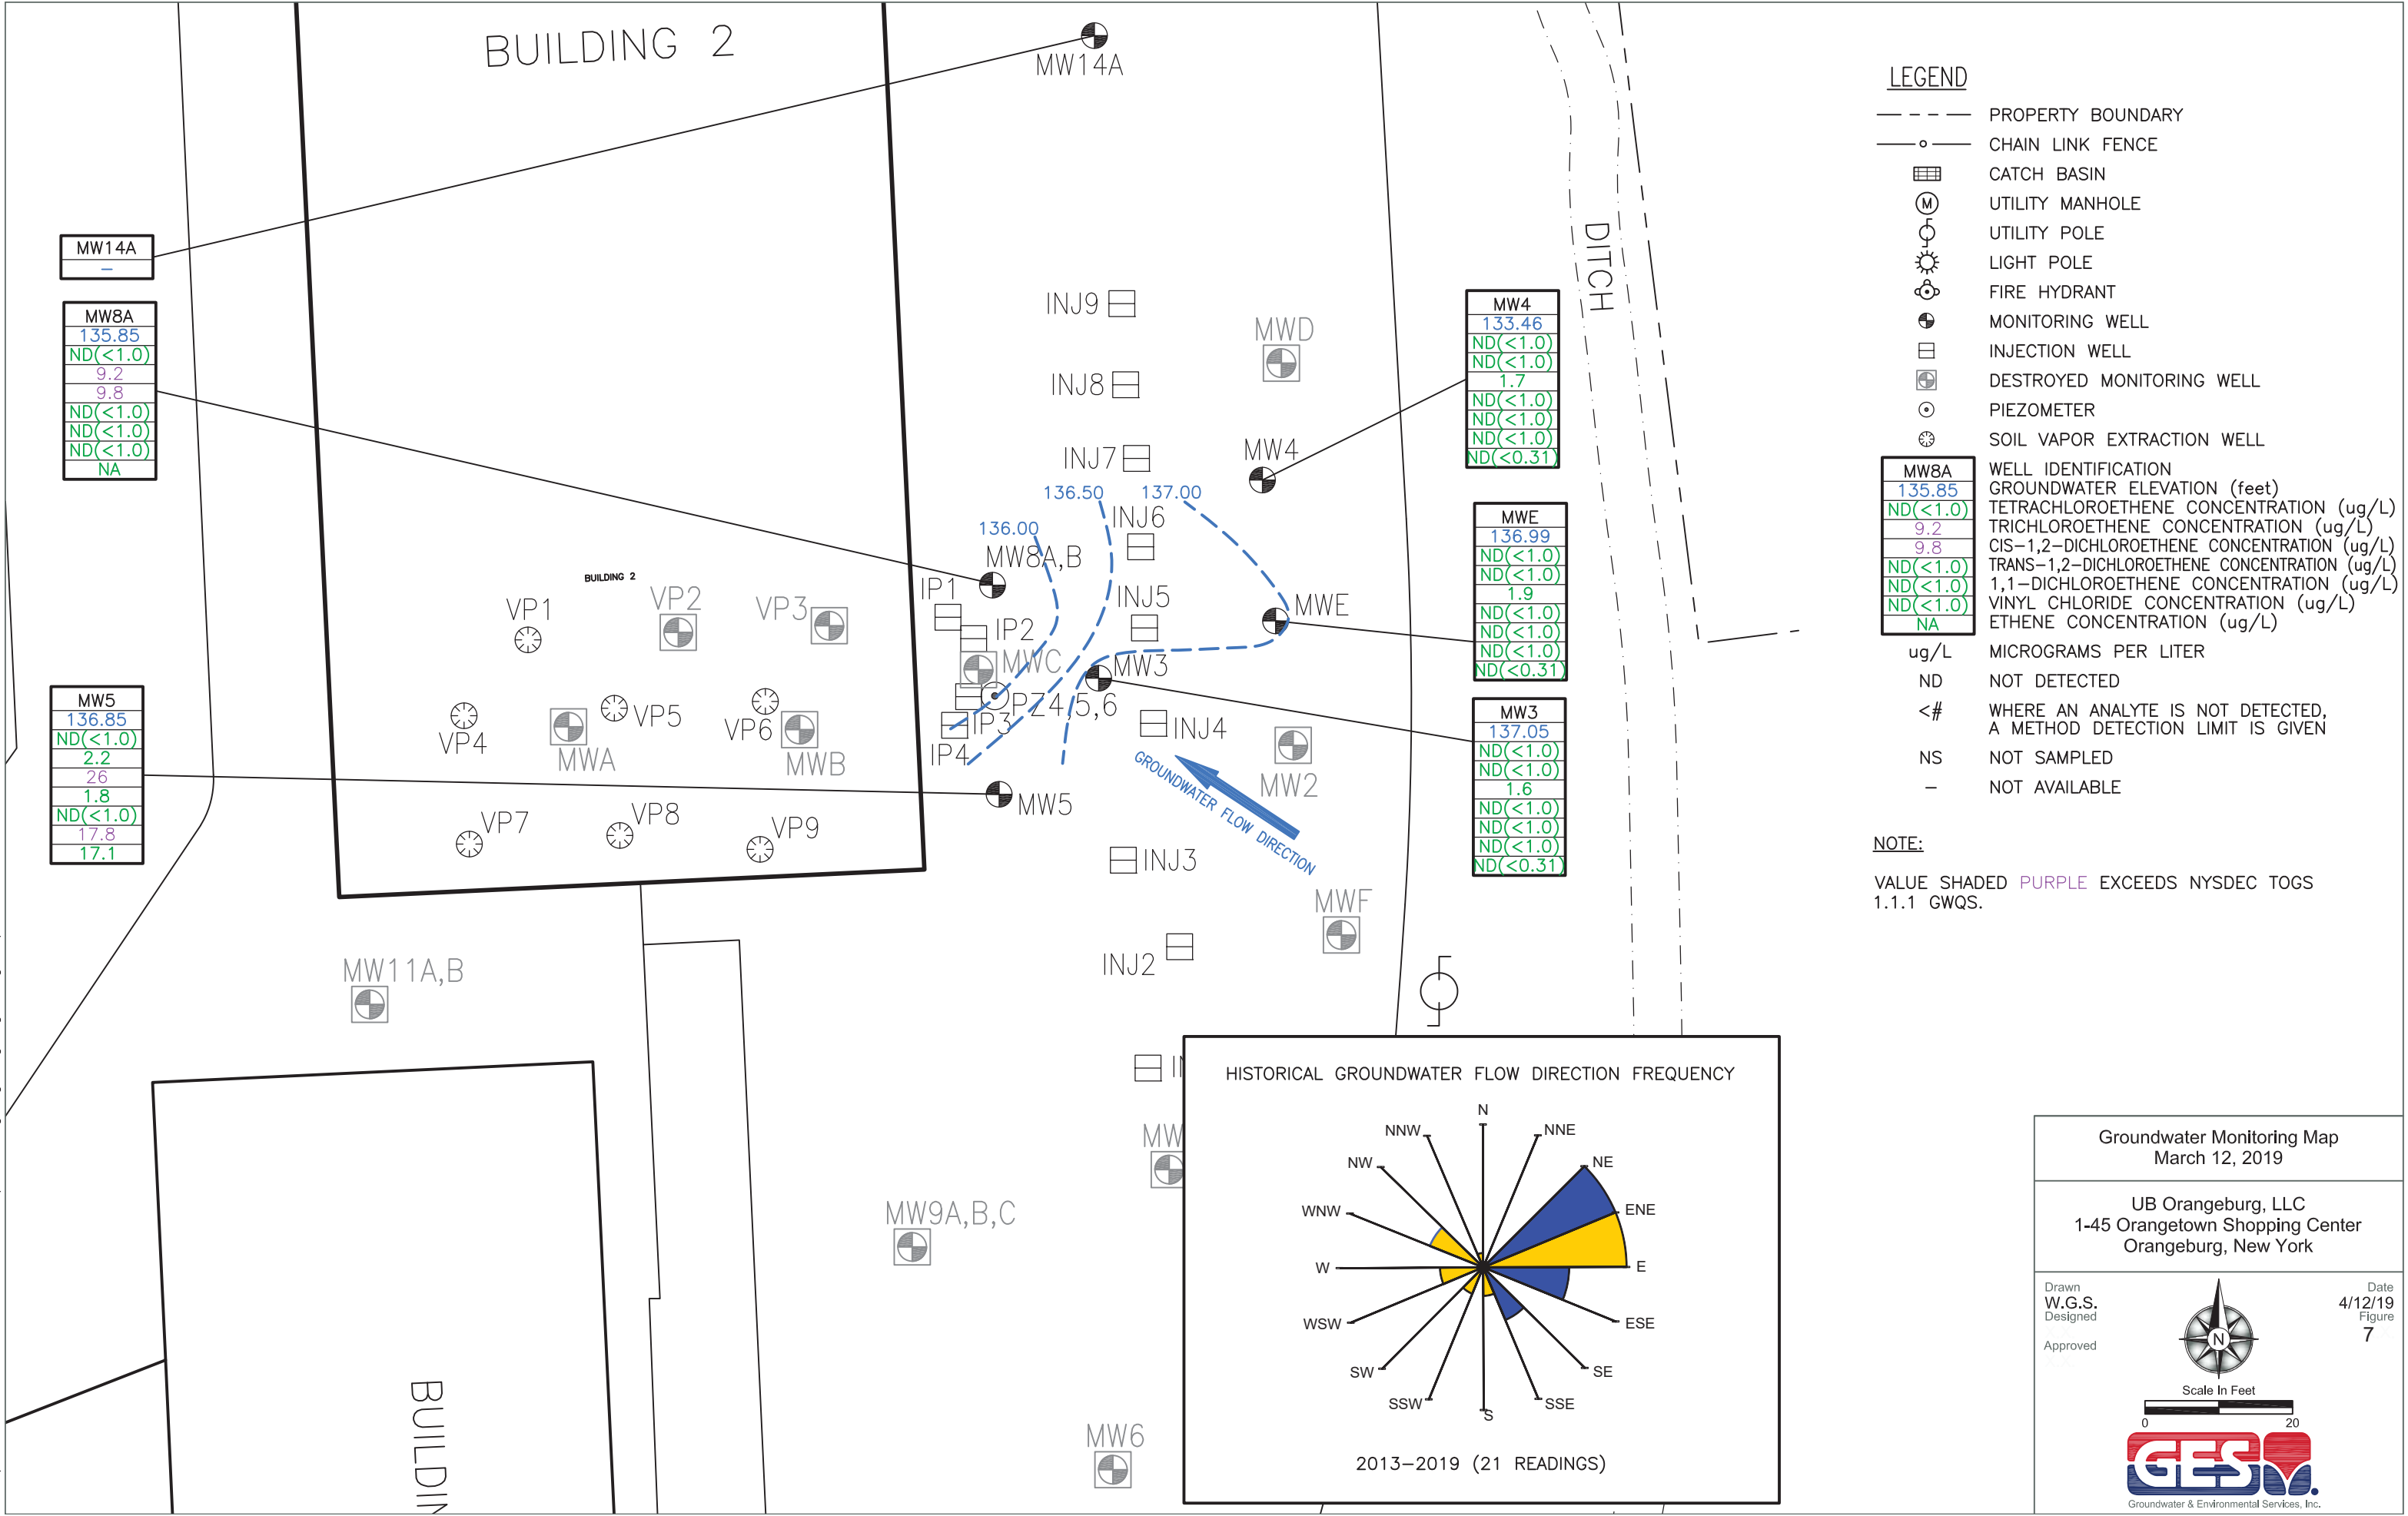 BUILDING 2
MW14A
MW14A
–
MW8A
135.85
ND(<1.0)
9.2
9.8
ND(<1.0)
ND(<1.0)
ND(<1.0)
NA
MW5
136.85
ND(<1.0)
2.2
26
1.8
ND(<1.0)
17.8
17.1
INJ9
MWD
INJ8
MW4
INJ7
136.50
137.00
136.00
INJ6
MW8A,B
BUILDING 2
IP1
INJ5
MWE
VP1
VP2
VP3
IP2
MWC
MW3
PZ4,5,6
VP4
VP5
VP6
IP3
INJ4
MWA
MWB
IP4
MW2
GROUNDWATER FLOW DIRECTION
MW5
VP7
VP8
VP9
INJ3
MWF
MW11A,B
INJ2
MW9A,B,C
MW6
BUILDIN
DITCH
MW4
133.46
ND(<1.0)
ND(<1.0)
1.7
ND(<1.0)
ND(<1.0)
ND(<1.0)
ND(<0.31)
MWE
136.99
ND(<1.0)
ND(<1.0)
1.9
ND(<1.0)
ND(<1.0)
ND(<1.0)
ND(<0.31)
MW3
137.05
ND(<1.0)
ND(<1.0)
1.6
ND(<1.0)
ND(<1.0)
ND(<1.0)
ND(<0.31)
MW
HISTORICAL GROUNDWATER FLOW DIRECTION FREQUENCY
N
NNE
NE
ENE
E
ESE
SE
SSE
S
SSW
SW
WSW
W
WNW
NW
NNW
2013–2019 (21 READINGS)
LEGEND
PROPERTY BOUNDARY
CHAIN LINK FENCE
CATCH BASIN
M UTILITY MANHOLE
UTILITY POLE
LIGHT POLE
FIRE HYDRANT
MONITORING WELL
INJECTION WELL
DESTROYED MONITORING WELL
PIEZOMETER
SOIL VAPOR EXTRACTION WELL
MW8A WELL IDENTIFICATION
135.85 GROUNDWATER ELEVATION (feet)
ND(<1.0) TETRACHLOROETHENE CONCENTRATION (ug/L)
9.2 TRICHLOROETHENE CONCENTRATION (ug/L)
9.8 CIS–1,2–DICHLOROETHENE CONCENTRATION (ug/L)
ND(<1.0) TRANS–1,2–DICHLOROETHENE CONCENTRATION (ug/L)
ND(<1.0) 1,1–DICHLOROETHENE CONCENTRATION (ug/L)
ND(<1.0) VINYL CHLORIDE CONCENTRATION (ug/L)
NA ETHENE CONCENTRATION (ug/L)
ug/L MICROGRAMS PER LITER
ND NOT DETECTED
<# WHERE AN ANALYTE IS NOT DETECTED,
A METHOD DETECTION LIMIT IS GIVEN
NS NOT SAMPLED
– NOT AVAILABLE
NOTE:
VALUE SHADED PURPLE EXCEEDS NYSDEC TOGS
1.1.1 GWQS.
Groundwater Monitoring Map
March 12, 2019
UB Orangeburg, LLC
1-45 Orangetown Shopping Center
Orangeburg, New York
Drawn
W.G.S.
Designed
Approved
Date
4/12/19
Figure
7
N
Scale In Feet
0 20
GES
Groundwater & Environmental Services, Inc.